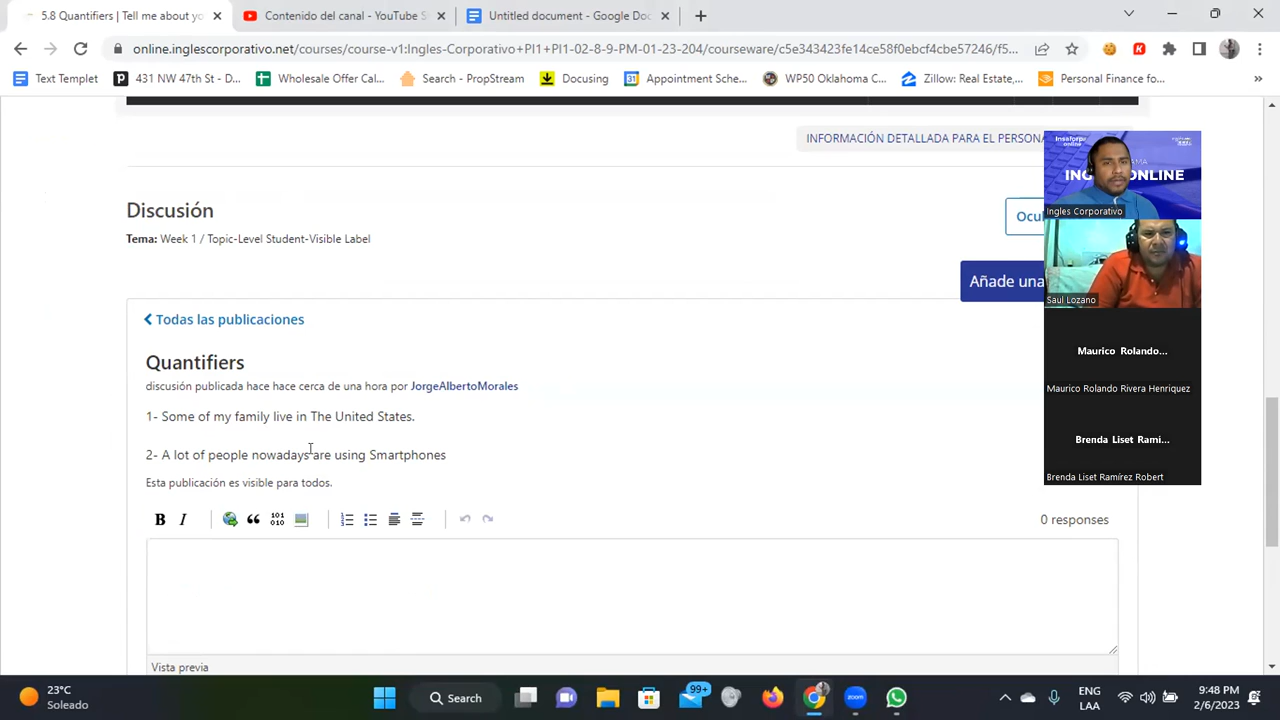 5.8 Quantifiers | Tell me about yo
Contenido del canal - YouTube S
Untitled document - Google Doc
online.inglescorporativo.net/courses/course-v1:Ingles-Corporativo+PI1+PI1-02-8-9-PM-01-23-204/courseware/c5e343423fe14ce58f0ebcf4cbe57246/f5...
Text Templet
431 NW 47th St - D...
Wholesale Offer Cal...
Search - PropStream
Docusing
Appointment Sche...
WP50 Oklahoma C...
Zillow: Real Estate,...
Personal Finance fo...
»
INFORMACIÓN DETALLADA PARA EL PERSONA
Discusión
Ocu
Tema: Week 1 / Topic-Level Student-Visible Label
Añade una
Todas las publicaciones
Quantifiers
discusión publicada hace hace cerca de una hora por JorgeAlbertoMorales
1- Some of my family live in The United States.
2- A lot of people nowadays are using Smartphones
Esta publicación es visible para todos.
B I
0 responses
Vista previa
Insaforp online
ING ONLINE
Ingles Corporativo
Saul Lozano
Maurico Rolando...
Maurico Rolando Rivera Henriquez
Brenda Liset Rami...
Brenda Liset Ramírez Robert
23°C
Soleado
Search
99+
ENG
LAA
9:48 PM
2/6/2023